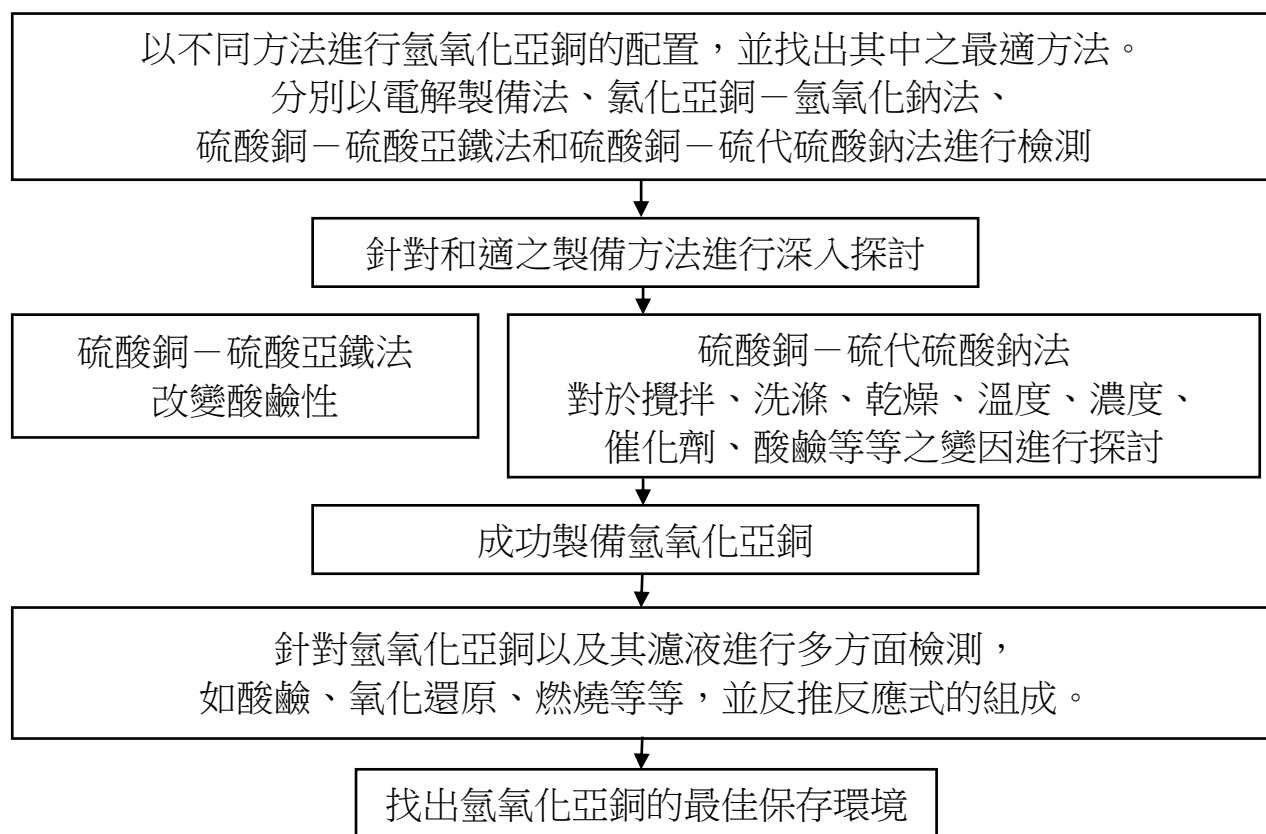 以不同方法進行氫氧化亞銅的配置，並找出其中之最適方法。
分別以電解製備法、氯化亞銅－氫氧化鈉法、
硫酸銅－硫酸亞鐵法和硫酸銅－硫代硫酸鈉法進行檢測
針對和適之製備方法進行深入探討
硫酸銅－硫酸亞鐵法
改變酸鹼性
硫酸銅－硫代硫酸鈉法
對於攪拌、洗滌、乾燥、溫度、濃度、
催化劑、酸鹼等等之變因進行探討
成功製備氫氧化亞銅
針對氫氧化亞銅以及其濾液進行多方面檢測，
如酸鹼、氧化還原、燃燒等等，並反推反應式的組成。
找出氫氧化亞銅的最佳保存環境